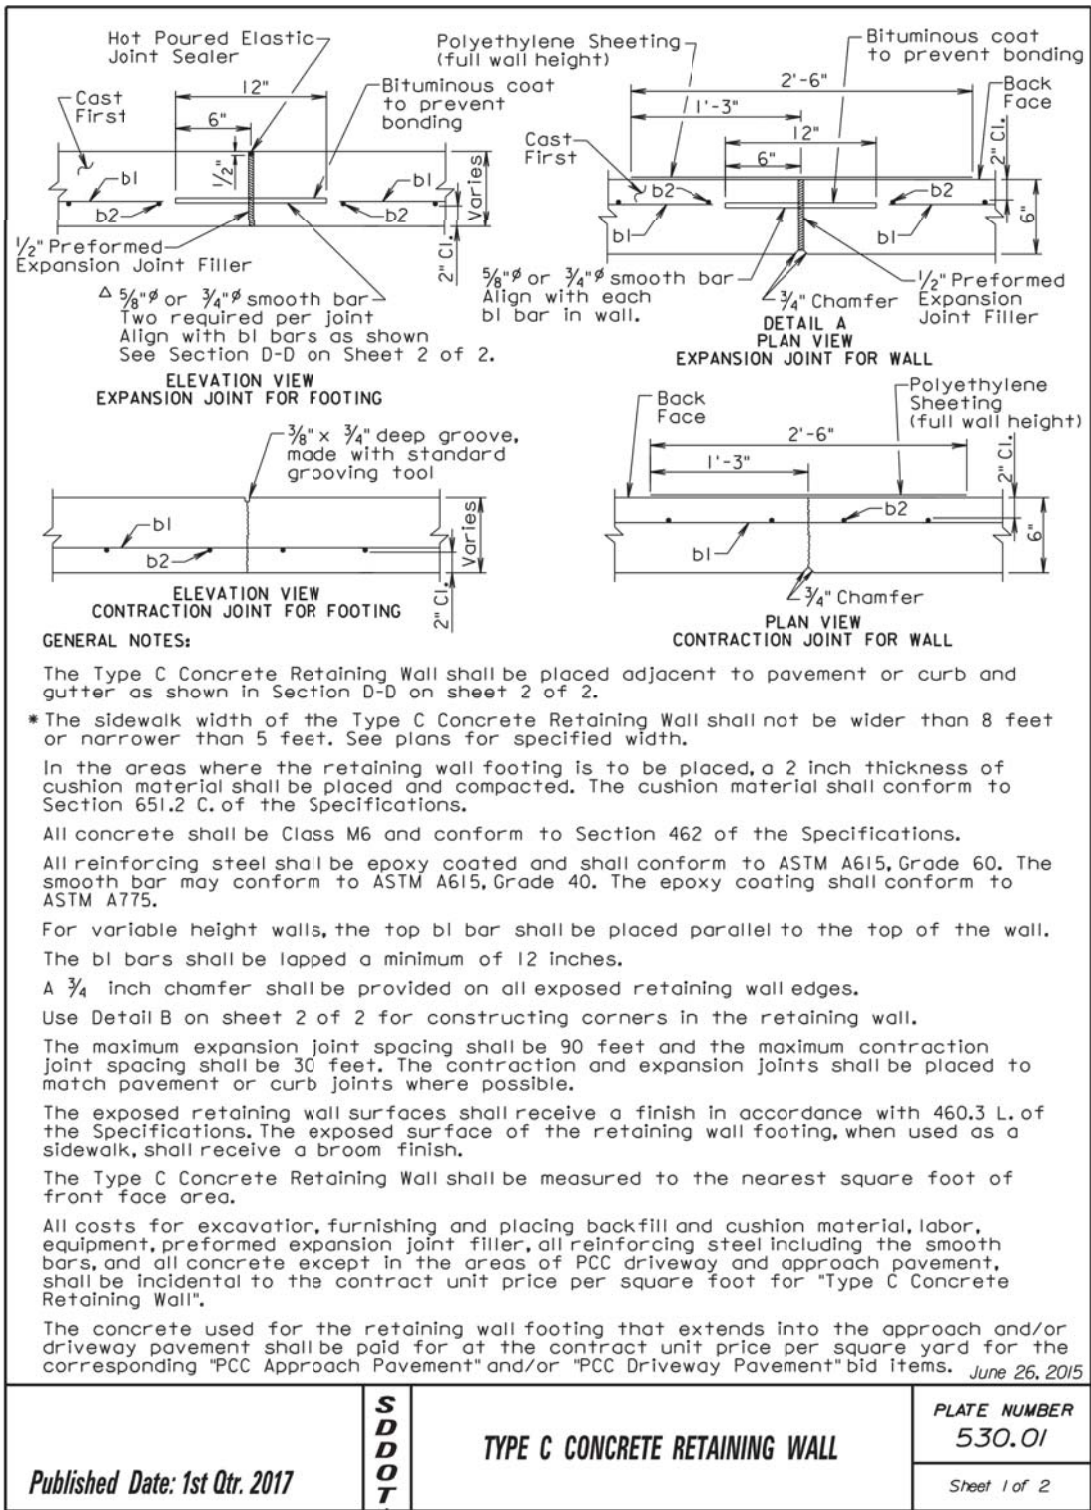 Hot Poured Elastic
Joint Sealer
12"
6"
Cast
First
Bituminous coat
to prevent
bonding
1/2"
b1
b1
b2
b2
Varies
2" Cl.
1/2" Preformed
Expansion Joint Filler
Δ 5/8"ø or 3/4"ø smooth bar
Two required per joint
Align with b1 bars as shown
See Section D-D on Sheet 2 of 2.
ELEVATION VIEW
EXPANSION JOINT FOR FOOTING
Polyethylene Sheeting
(full wall height)
Bituminous coat
to prevent bonding
2'-6"
Back
Face
1'-3"
12"
6"
Cast
First
2" Cl.
b2
b2
b1
b1
6"
5/8"ø or 3/4"ø smooth bar
Align with each
b1 bar in wall.
3/4" Chamfer
1/2" Preformed
Expansion
Joint Filler
DETAIL A
PLAN VIEW
EXPANSION JOINT FOR WALL
3/8" x 3/4" deep groove,
made with standard
grooving tool
b1
b2
Varies
2" Cl.
ELEVATION VIEW
CONTRACTION JOINT FOR FOOTING
Back
Face
Polyethylene
Sheeting
(full wall height)
2'-6"
1'-3"
2" Cl.
b2
b1
6"
3/4" Chamfer
PLAN VIEW
CONTRACTION JOINT FOR WALL
GENERAL NOTES:
The Type C Concrete Retaining Wall shall be placed adjacent to pavement or curb and
gutter as shown in Section D-D on sheet 2 of 2.
* The sidewalk width of the Type C Concrete Retaining Wall shall not be wider than 8 feet
or narrower than 5 feet. See plans for specified width.
In the areas where the retaining wall footing is to be placed, a 2 inch thickness of
cushion material shall be placed and compacted. The cushion material shall conform to
Section 651.2 C. of the Specifications.
All concrete shall be Class M6 and conform to Section 462 of the Specifications.
All reinforcing steel shall be epoxy coated and shall conform to ASTM A615, Grade 60. The
smooth bar may conform to ASTM A615, Grade 40. The epoxy coating shall conform to
ASTM A775.
For variable height walls, the top b1 bar shall be placed parallel to the top of the wall.
The b1 bars shall be lapped a minimum of 12 inches.
A 3/4 inch chamfer shall be provided on all exposed retaining wall edges.
Use Detail B on sheet 2 of 2 for constructing corners in the retaining wall.
The maximum expansion joint spacing shall be 90 feet and the maximum contraction
joint spacing shall be 30 feet. The contraction and expansion joints shall be placed to
match pavement or curb joints where possible.
The exposed retaining wall surfaces shall receive a finish in accordance with 460.3 L. of
the Specifications. The exposed surface of the retaining wall footing, when used as a
sidewalk, shall receive a broom finish.
The Type C Concrete Retaining Wall shall be measured to the nearest square foot of
front face area.
All costs for excavation, furnishing and placing backfill and cushion material, labor,
equipment, preformed expansion joint filler, all reinforcing steel including the smooth
bars, and all concrete except in the areas of PCC driveway and approach pavement,
shall be incidental to the contract unit price per square foot for "Type C Concrete
Retaining Wall".
The concrete used for the retaining wall footing that extends into the approach and/or
driveway pavement shall be paid for at the contract unit price per square yard for the
corresponding "PCC Approach Pavement" and/or "PCC Driveway Pavement" bid items.
June 26, 2015
Published Date: 1st Qtr. 2017
SDDOT
TYPE C CONCRETE RETAINING WALL
PLATE NUMBER
530.01
Sheet 1 of 2